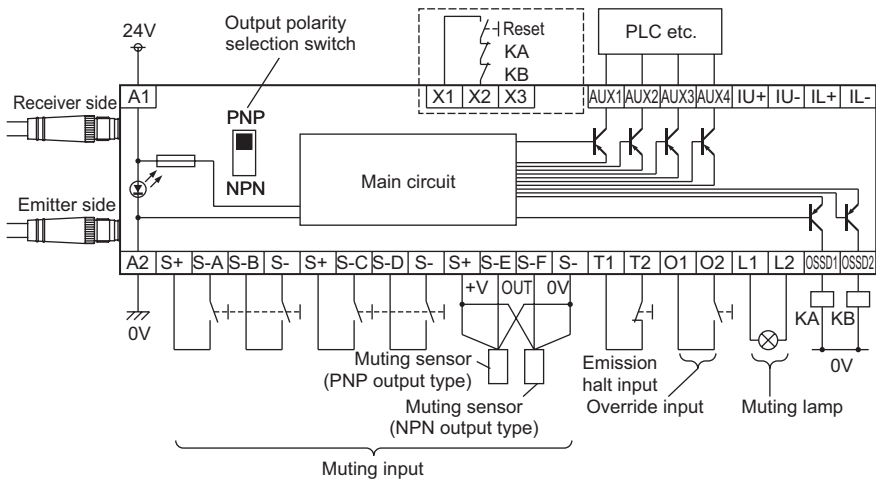 24V
Output polarity
selection switch
Reset
KA
KB
PLC etc.
A1
X1 X2 X3
AUX1 AUX2 AUX3 AUX4 IU+ IU- IL+ IL-
Receiver side
PNP
NPN
Main circuit
Emitter side
A2 S+ S-A S-B S- S+ S-C S-D S- S+ S-E S-F S- T1 T2 O1 O2 L1 L2 OSSD1 OSSD2
0V
+V OUT 0V
KA KB
0V
Muting sensor
(PNP output type)
Muting sensor
(NPN output type)
Emission
halt input
Override input
Muting lamp
Muting input